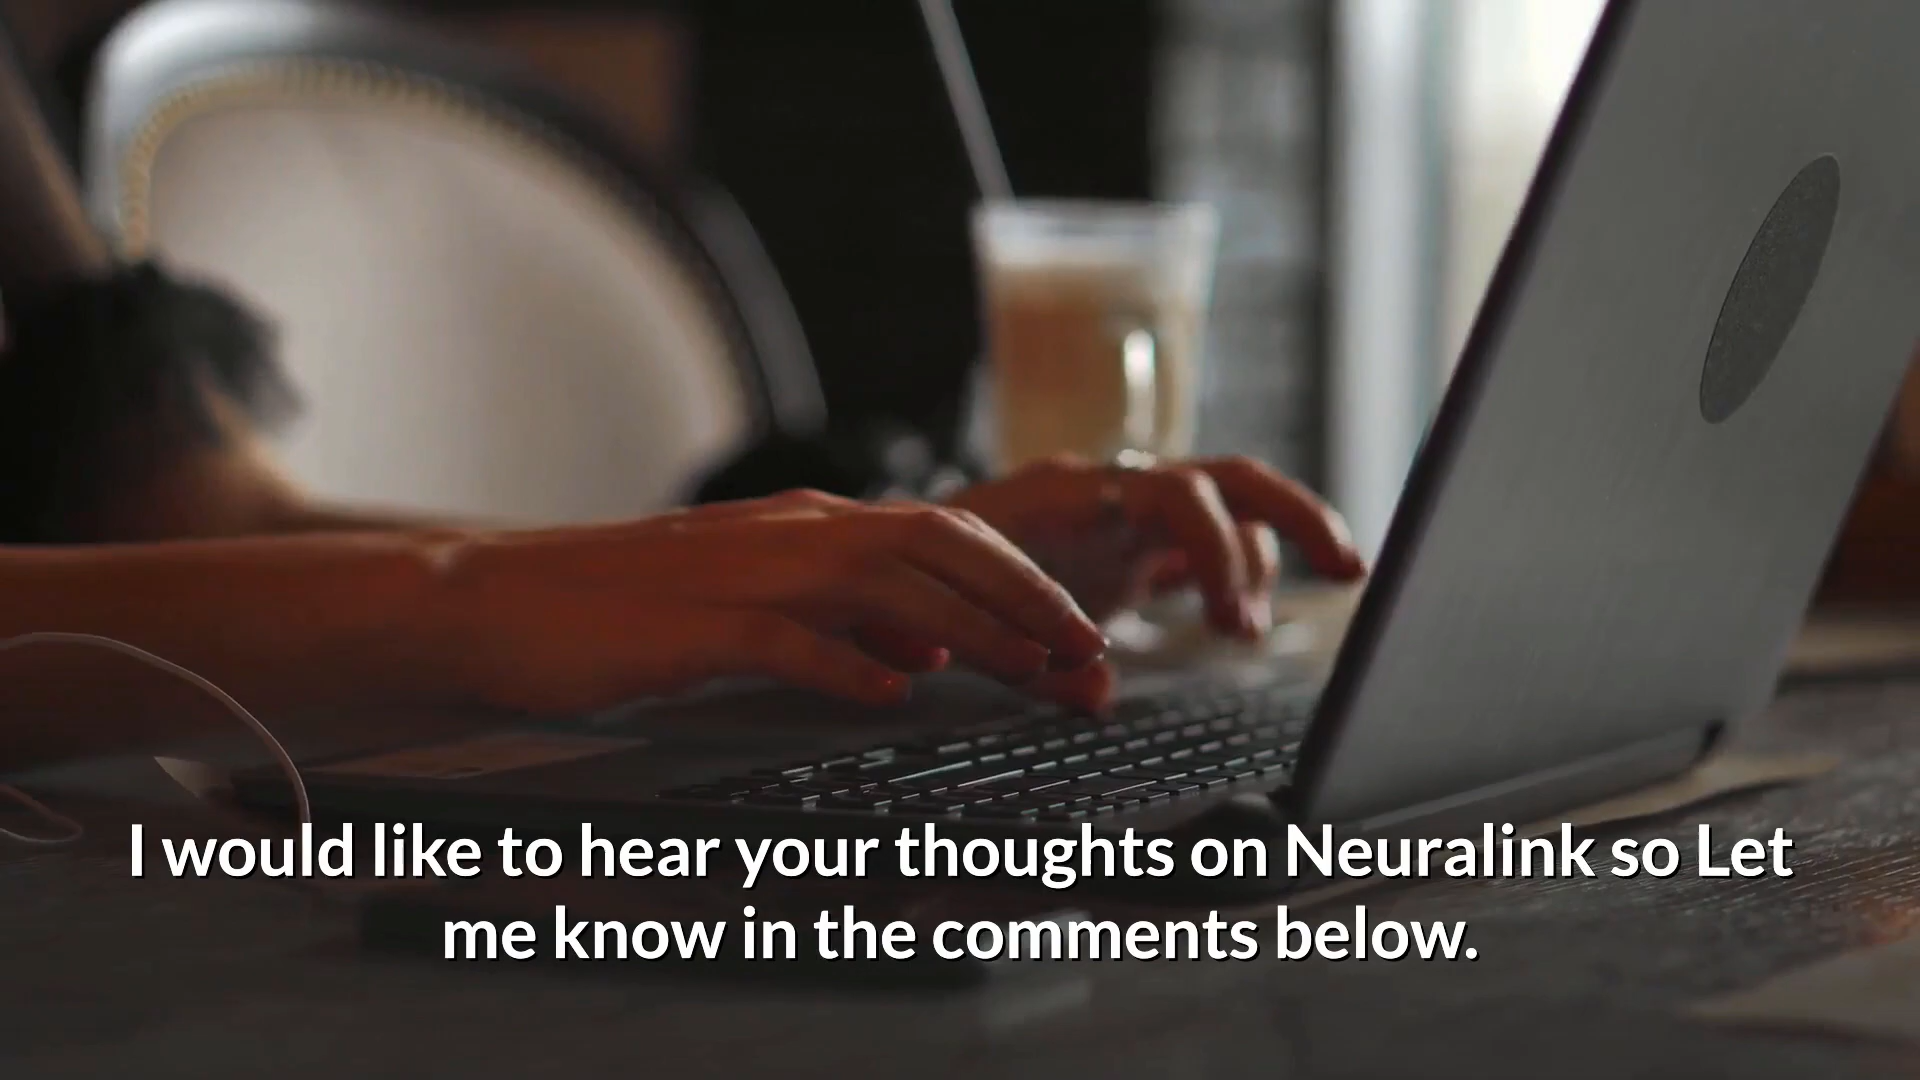 I would like to hear your thoughts on Neuralink so Let
me know in the comments below.